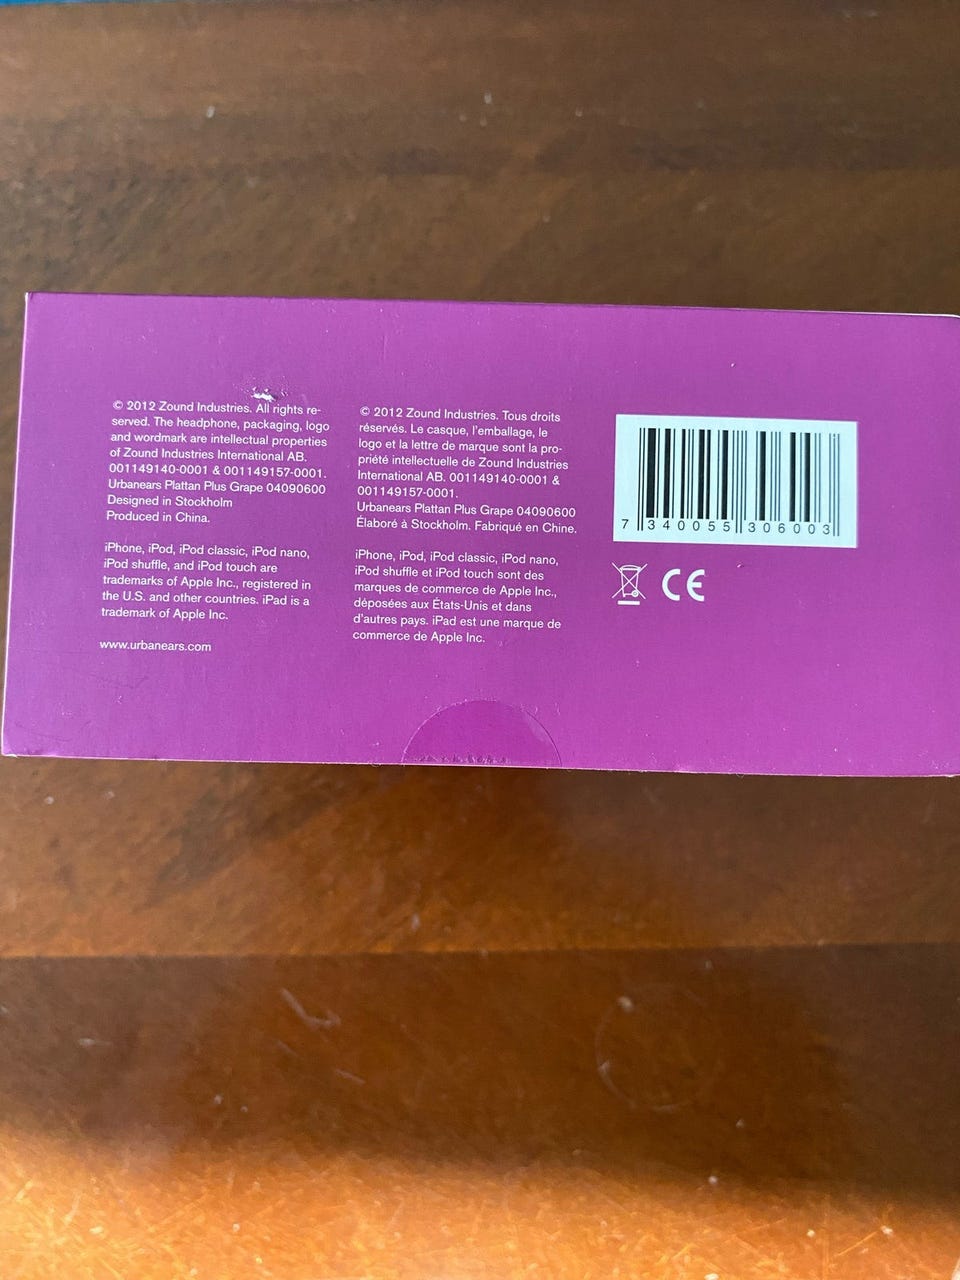 © 2012 Zound Industries. All rights re-
served. The headphone, packaging, logo
and wordmark are intellectual properties
of Zound Industries International AB.
001149140-0001 & 001149157-0001.
Urbanears Plattan Plus Grape 04090600
Designed in Stockholm
Produced in China.
iPhone, iPod, iPod classic, iPod nano,
iPod shuffle, and iPod touch are
trademarks of Apple Inc., registered in
the U.S. and other countries. iPad is a
trademark of Apple Inc.
www.urbanears.com
© 2012 Zound Industries. Tous droits
réservés. Le casque, l'emballage, le
logo et la lettre de marque sont la pro-
priété intellectuelle de Zound Industries
International AB. 001149140-0001 &
001149157-0001.
Urbanears Plattan Plus Grape 04090600
Élaboré à Stockholm. Fabriqué en Chine.
iPhone, iPod, iPod classic, iPod nano,
iPod shuffle et iPod touch sont des
marques de commerce de Apple Inc.,
déposées aux États-Unis et dans
d'autres pays. iPad est une marque de
commerce de Apple Inc.
7 340055 306003
CE